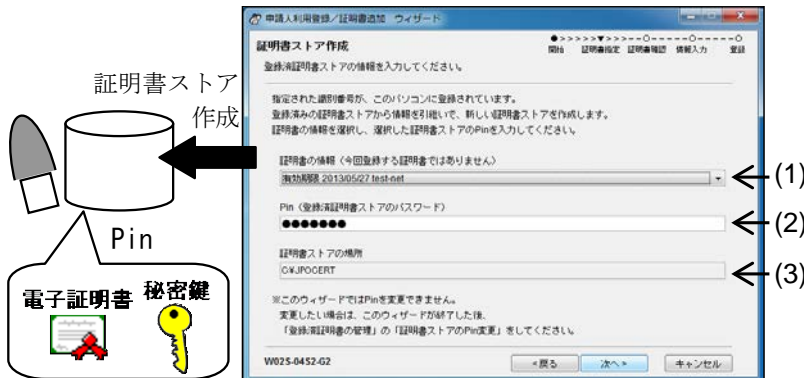 申請人利用登録／証明書追加　ウィザード
証明書ストア作成
●>>>>>▼>>>--○-----○-----○
開始　証明書指定　証明書確認　情報入力　登録
登録済証明書ストアの情報を入力してください。
指定された識別番号が、このパソコンに登録されています。
登録済みの証明書ストアから情報を引継いで、新しい証明書ストアを作成します。
証明書の情報を選択し、選択した証明書ストアのPinを入力してください。
証明書の情報（今回登録する証明書ではありません）
有効期限 2013/05/27 test-net
(1)
Pin（登録済証明書ストアのパスワード）
●●●●●●●
(2)
証明書ストアの場所
C:¥JPOCERT
(3)
※このウィザードではPinを変更できません。
変更したい場合は、このウィザードが終了した後、
「登録済証明書の管理」の「証明書ストアのPin変更」をしてください。
W025-0452-G2
<戻る
次へ>
キャンセル
証明書ストア
作成
Pin
電子証明書
秘密鍵